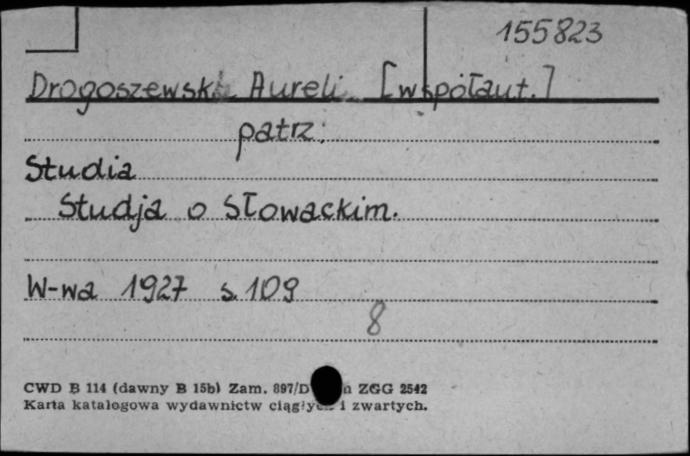 155823
Drogoszewski Aureli [współaut.]
patrz:
Studia
Studja o Słowackim.
W-wa 1927 s. 109
8
CWD B 114 (dawny B 15b) Zam. 897/D ZGG 2542
Karta katalogowa wydawnictw ciągłych i zwartych.